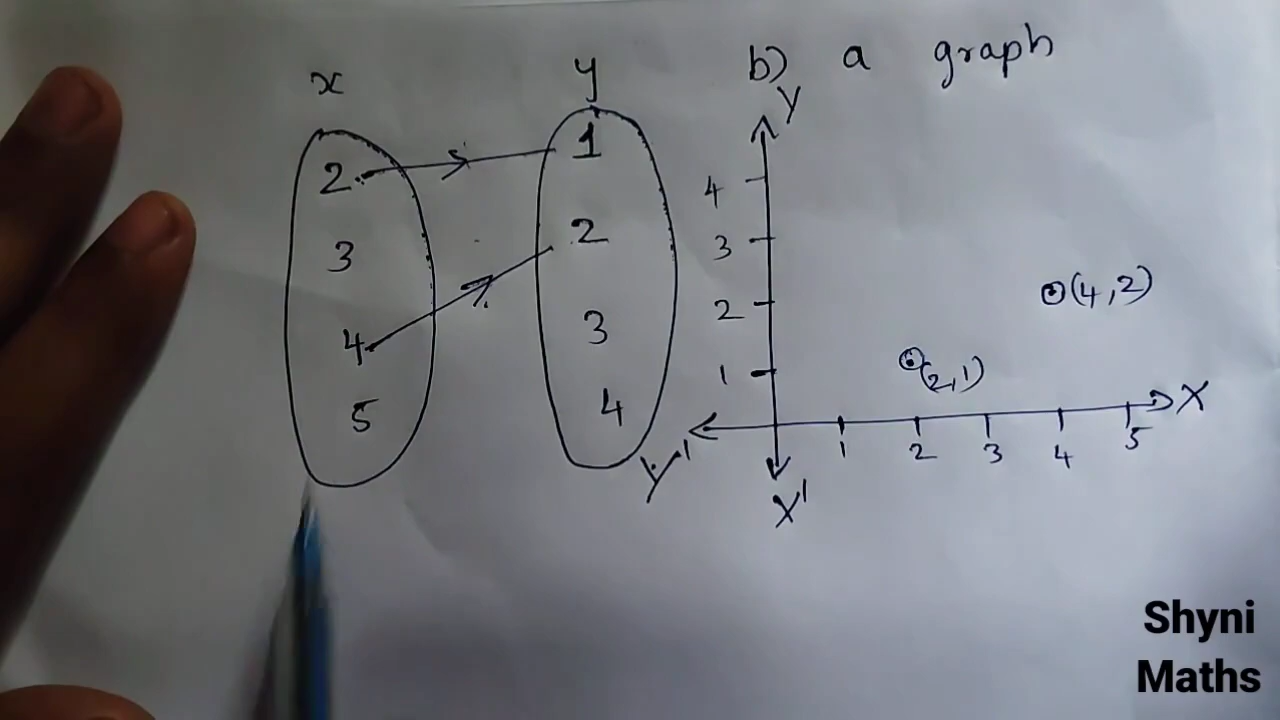 x y
2 1
3 2
4 3
5 4
b) a graph
Y
4
3
2
1
(4,2)
(2,1)
X
1 2 3 4 5
Y'
X'
Shyni
Maths